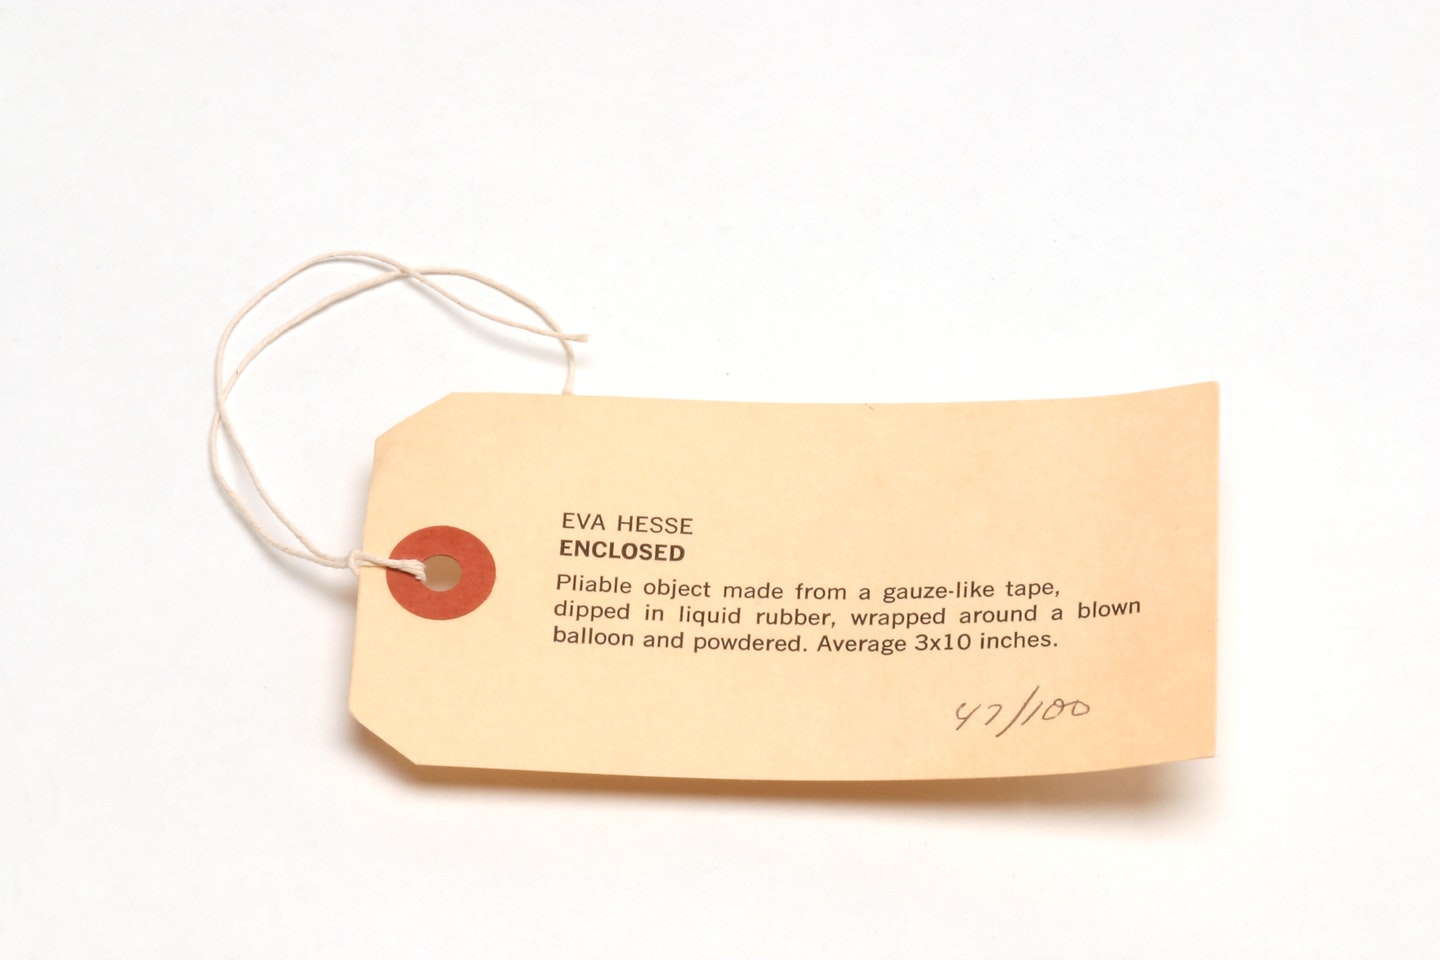 EVA HESSE
ENCLOSED
Pliable object made from a gauze-like tape,
dipped in liquid rubber, wrapped around a blown
balloon and powdered. Average 3x10 inches.
47/100